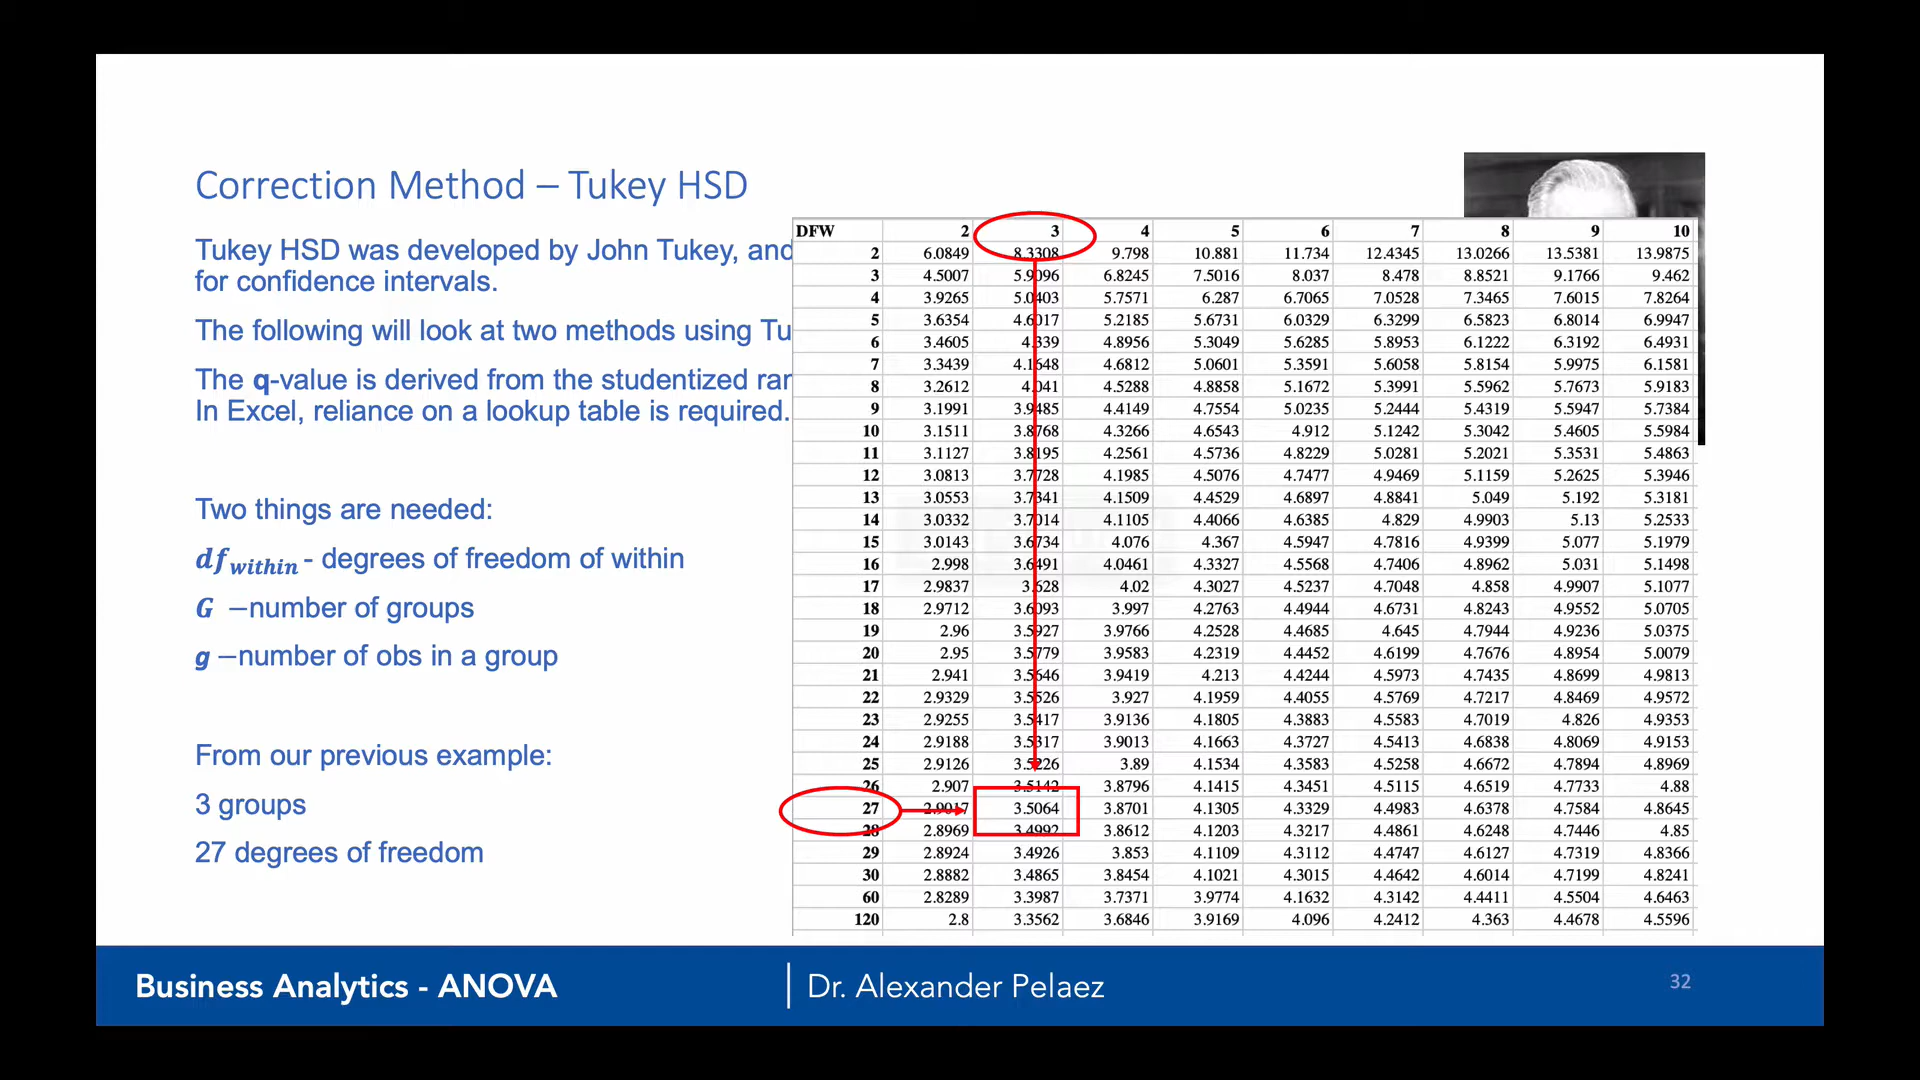 Correction Method – Tukey HSD
Tukey HSD was developed by John Tukey, and
for confidence intervals.
The following will look at two methods using Tu
The q-value is derived from the studentized ran
In Excel, reliance on a lookup table is required.
Two things are needed:
df within - degrees of freedom of within
G –number of groups
g –number of obs in a group
From our previous example:
3 groups
27 degrees of freedom
DFW 2 3 4 5 6 7 8 9 10
2 6.0849 8.3308 9.798 10.881 11.734 12.4345 13.0266 13.5381 13.9875
3 4.5007 5.9096 6.8245 7.5016 8.037 8.478 8.8521 9.1766 9.462
4 3.9265 5.0403 5.7571 6.287 6.7065 7.0528 7.3465 7.6015 7.8264
5 3.6354 4.6017 5.2185 5.6731 6.0329 6.3299 6.5823 6.8014 6.9947
6 3.4605 4.339 4.8956 5.3049 5.6285 5.8953 6.1222 6.3192 6.4931
7 3.3439 4.1648 4.6812 5.0601 5.3591 5.6058 5.8154 5.9975 6.1581
8 3.2612 4.041 4.5288 4.8858 5.1672 5.3991 5.5962 5.7673 5.9183
9 3.1991 3.9485 4.4149 4.7554 5.0235 5.2444 5.4319 5.5947 5.7384
10 3.1511 3.8768 4.3266 4.6543 4.912 5.1242 5.3042 5.4605 5.5984
11 3.1127 3.8195 4.2561 4.5736 4.8229 5.0281 5.2021 5.3531 5.4863
12 3.0813 3.7728 4.1985 4.5076 4.7477 4.9469 5.1159 5.2625 5.3946
13 3.0553 3.7341 4.1509 4.4529 4.6897 4.8841 5.049 5.192 5.3181
14 3.0332 3.7014 4.1105 4.4066 4.6385 4.829 4.9903 5.13 5.2533
15 3.0143 3.6734 4.076 4.367 4.5947 4.7816 4.9399 5.077 5.1979
16 2.998 3.6491 4.0461 4.3327 4.5568 4.7406 4.8962 5.031 5.1498
17 2.9837 3.628 4.02 4.3027 4.5237 4.7048 4.858 4.9907 5.1077
18 2.9712 3.6093 3.997 4.2763 4.4944 4.6731 4.8243 4.9552 5.0705
19 2.96 3.5927 3.9766 4.2528 4.4685 4.645 4.7944 4.9236 5.0375
20 2.95 3.5779 3.9583 4.2319 4.4452 4.6199 4.7676 4.8954 5.0079
21 2.941 3.5646 3.9419 4.213 4.4244 4.5973 4.7435 4.8699 4.9813
22 2.9329 3.5526 3.927 4.1959 4.4055 4.5769 4.7217 4.8469 4.9572
23 2.9255 3.5417 3.9136 4.1805 4.3883 4.5583 4.7019 4.826 4.9353
24 2.9188 3.5317 3.9013 4.1663 4.3727 4.5413 4.6838 4.8069 4.9153
25 2.9126 3.5226 3.89 4.1534 4.3583 4.5258 4.6672 4.7894 4.8969
26 2.907 3.5142 3.8796 4.1415 4.3451 4.5115 4.6519 4.7733 4.88
27 2.9017 3.5064 3.8701 4.1305 4.3329 4.4983 4.6378 4.7584 4.8645
28 2.8969 3.4992 3.8612 4.1203 4.3217 4.4861 4.6248 4.7446 4.85
29 2.8924 3.4926 3.853 4.1109 4.3112 4.4747 4.6127 4.7319 4.8366
30 2.8882 3.4865 3.8454 4.1021 4.3015 4.4642 4.6014 4.7199 4.8241
60 2.8289 3.3987 3.7371 3.9774 4.1632 4.3142 4.4411 4.5504 4.6463
120 2.8 3.3562 3.6846 3.9169 4.096 4.2412 4.363 4.4678 4.5596
Business Analytics - ANOVA
Dr. Alexander Pelaez
32